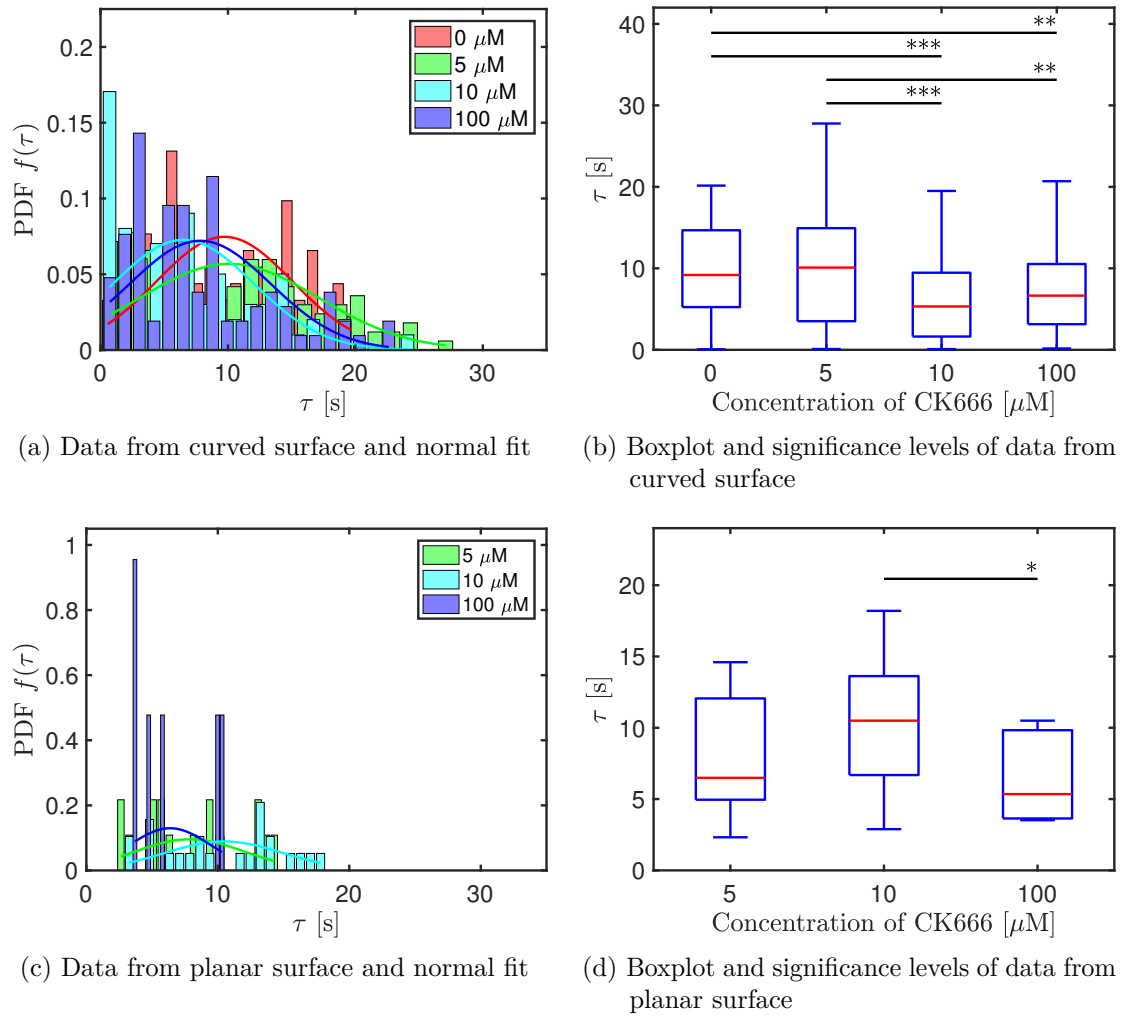 0.2
0.15
0.1
0.05
0
PDF f(τ)
0 μM
5 μM
10 μM
100 μM
0 10 20 30
τ [s]
(a) Data from curved surface and normal fit
40
30
20
10
0
τ [s]
**
***
**
***
0 5 10 100
Concentration of CK666 [μM]
(b) Boxplot and significance levels of data from
curved surface
1
0.8
0.6
0.4
0.2
0
PDF f(τ)
5 μM
10 μM
100 μM
0 10 20 30
τ [s]
(c) Data from planar surface and normal fit
20
15
10
5
0
τ [s]
*
5 10 100
Concentration of CK666 [μM]
(d) Boxplot and significance levels of data from
planar surface